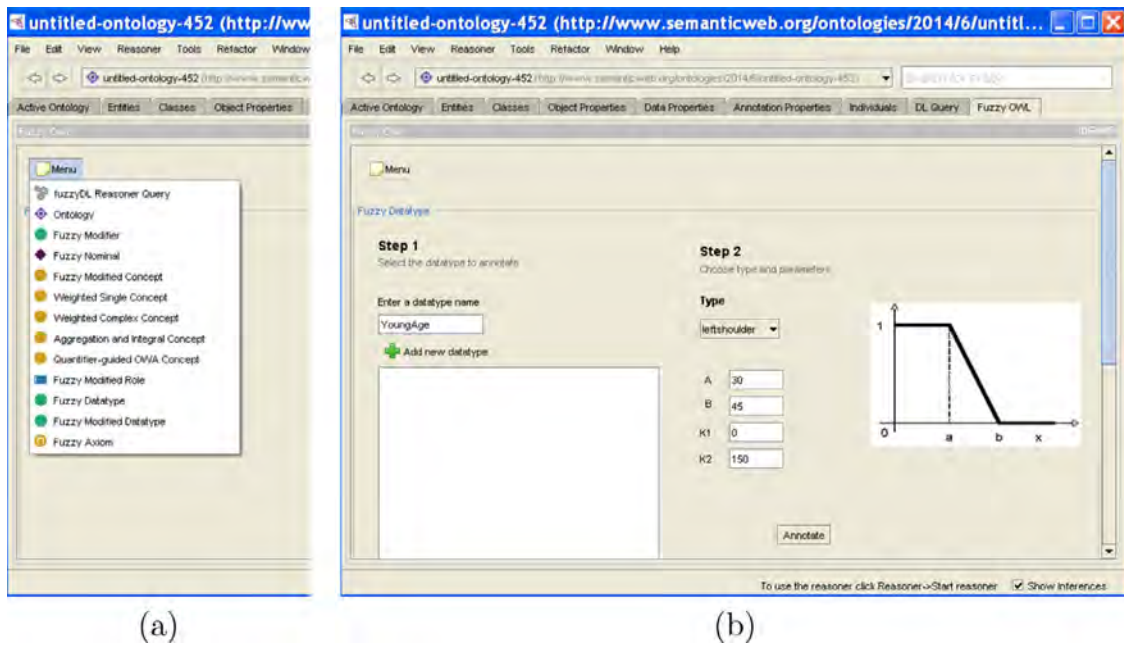 untitled-ontology-452 (http://ww
File Edit View Reasoner Tools Refactor Window
untitled-ontology-452
Active Ontology Entities Classes Object Properties
Menu
fuzzyDL Reasoner Query
Ontology
Fuzzy Modifier
Fuzzy Nominal
Fuzzy Modified Concept
Weighted Single Concept
Weighted Complex Concept
Aggregation and Integral Concept
Quantifier-guided OWA Concept
Fuzzy Modified Role
Fuzzy Datatype
Fuzzy Modified Datatype
Fuzzy Axiom
(a)
untitled-ontology-452 (http://www.semanticweb.org/ontologies/2014/6/untitl...
File Edit View Reasoner Tools Refactor Window Help
untitled-ontology-452
Active Ontology Entities Classes Object Properties Data Properties Annotation Properties Individuals DL Query Fuzzy OWL
Menu
Fuzzy Datatype
Step 1
Select the datatype to annotate
Enter a datatype name
YoungAge
Add new datatype
Step 2
Choose type and parameters
Type
leftshoulder
A 30
B 45
K1 0
K2 150
1
0 a b x
Annotate
To use the reasoner click Reasoner->Start reasoner Show Inferences
(b)